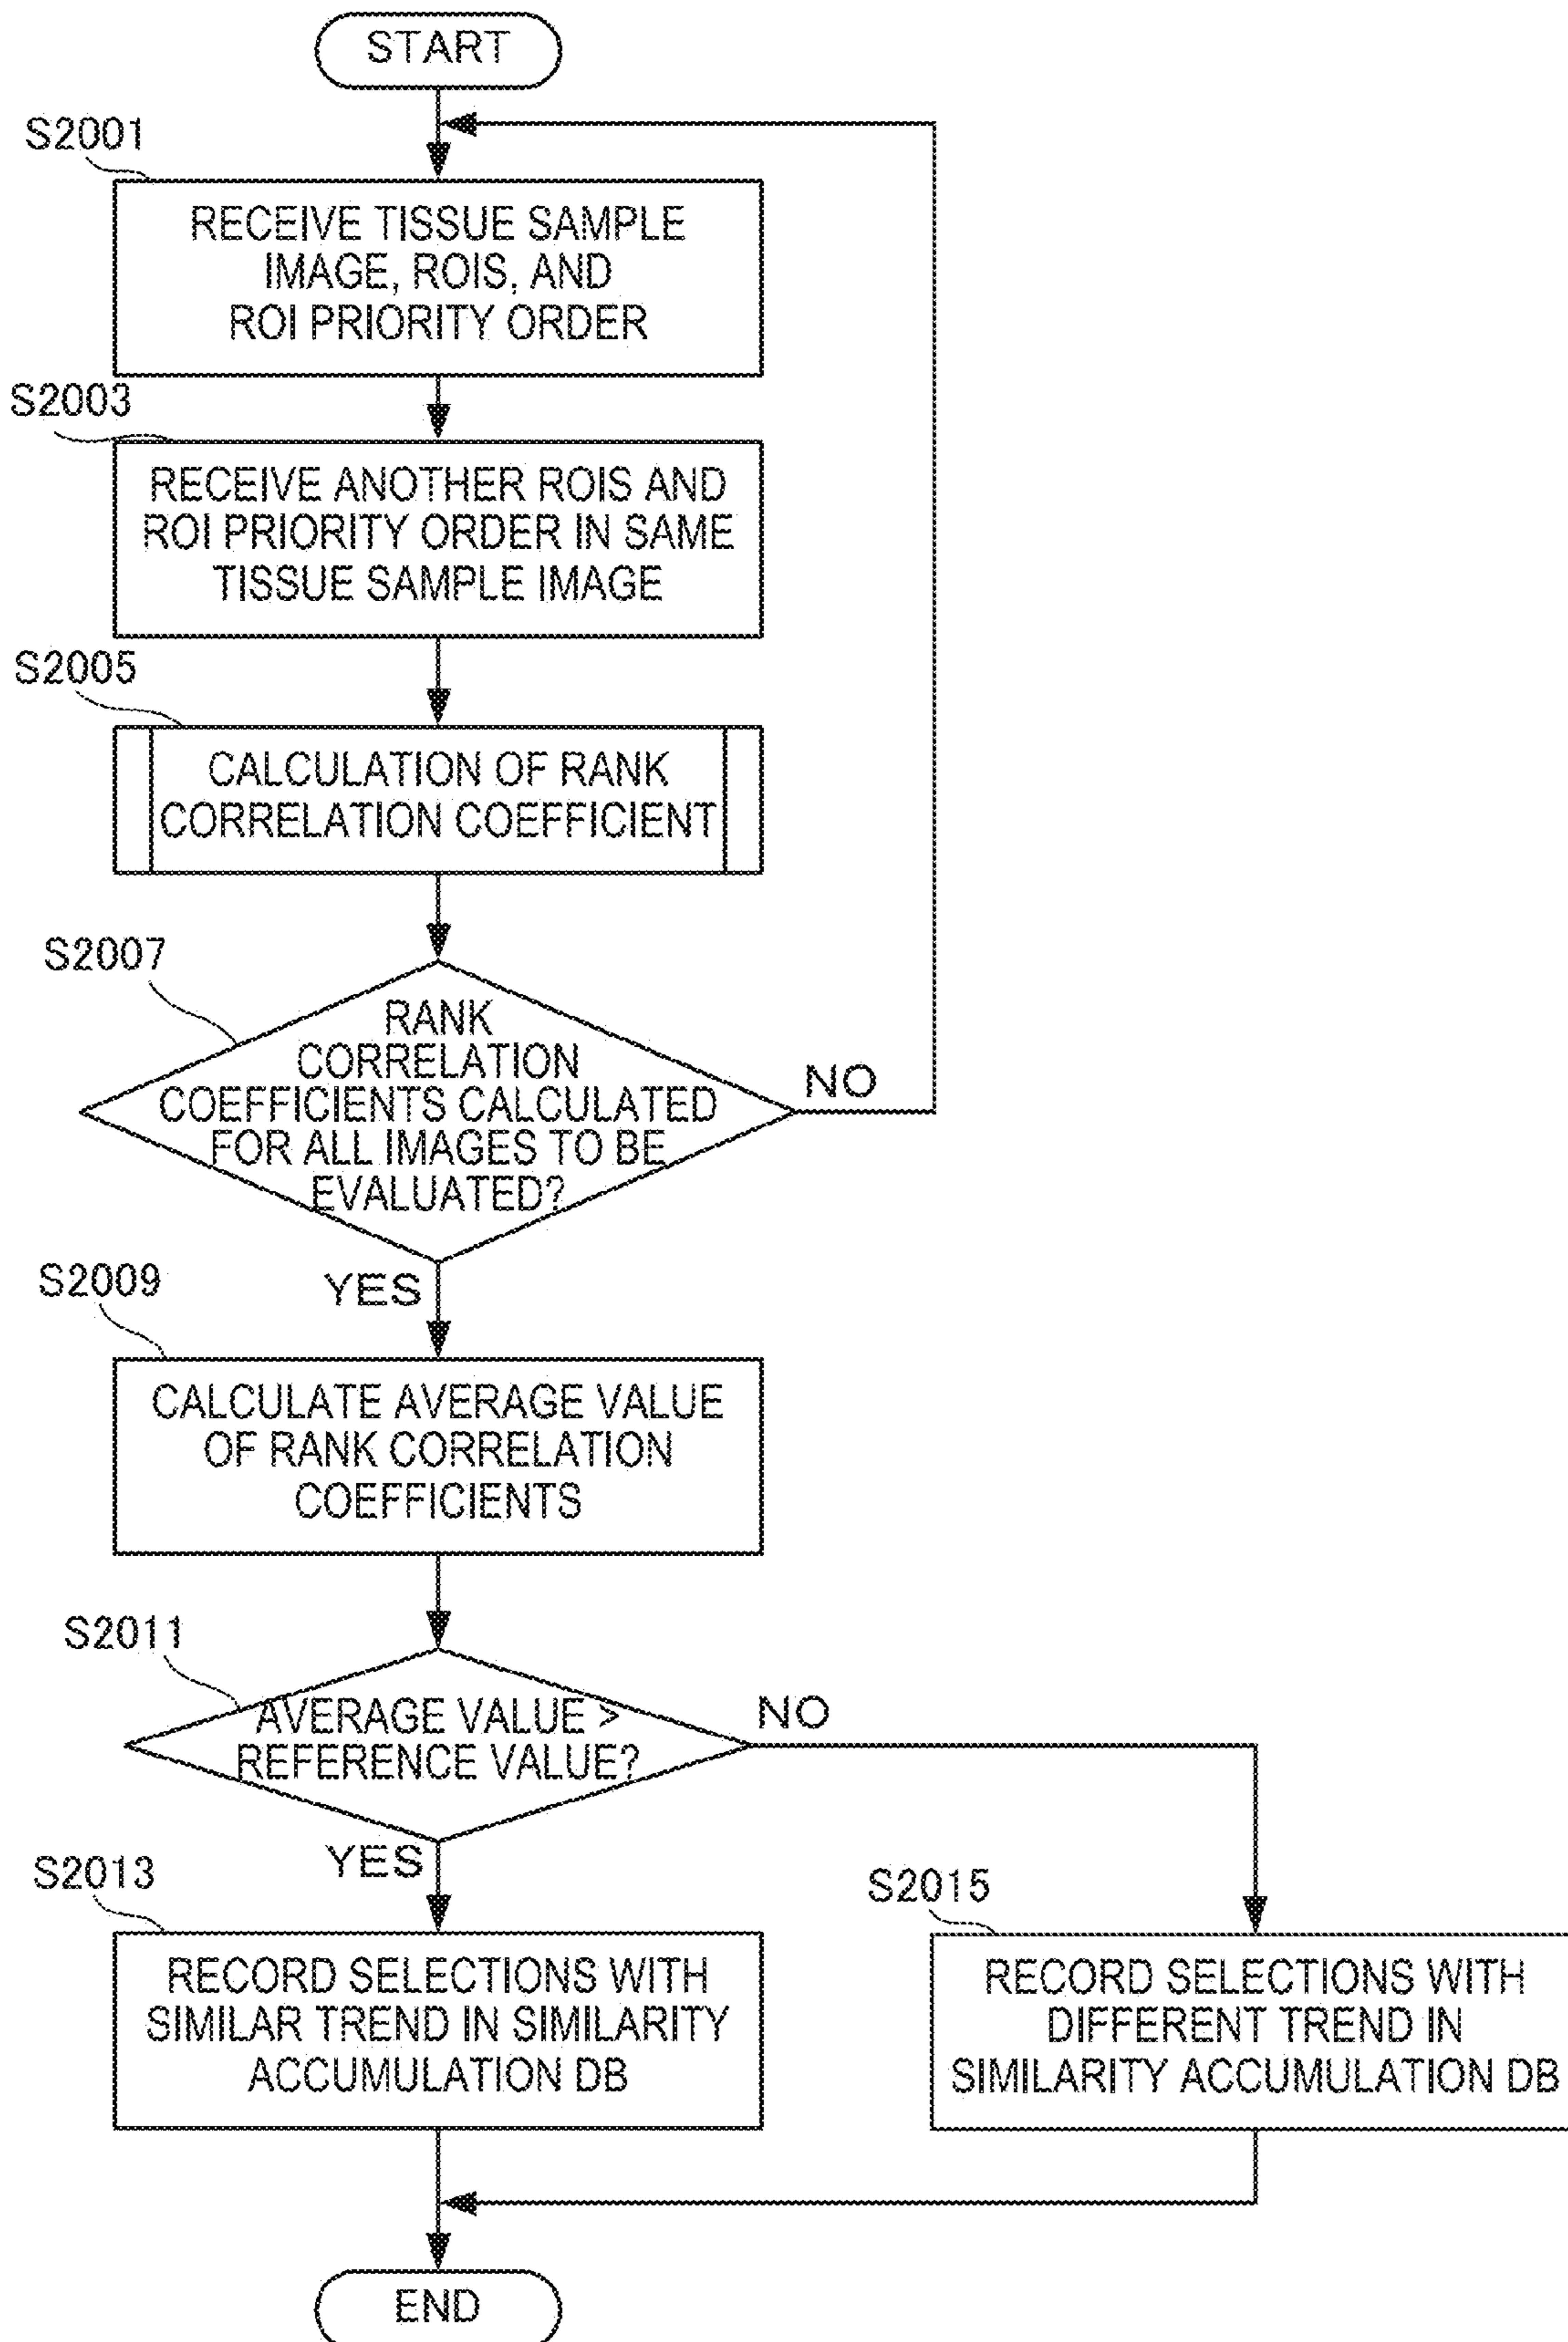 START
S2001
RECEIVE TISSUE SAMPLE
IMAGE, ROIS, AND
ROI PRIORITY ORDER
S2003
RECEIVE ANOTHER ROIS AND
ROI PRIORITY ORDER IN SAME
TISSUE SAMPLE IMAGE
S2005
CALCULATION OF RANK
CORRELATION COEFFICIENT
S2007
RANK
CORRELATION
COEFFICIENTS CALCULATED
FOR ALL IMAGES TO BE
EVALUATED?
NO
YES
S2009
CALCULATE AVERAGE VALUE
OF RANK CORRELATION
COEFFICIENTS
S2011
AVERAGE VALUE >
REFERENCE VALUE?
NO
YES
S2013
RECORD SELECTIONS WITH
SIMILAR TREND IN SIMILARITY
ACCUMULATION DB
S2015
RECORD SELECTIONS WITH
DIFFERENT TREND IN
SIMILARITY ACCUMULATION DB
END